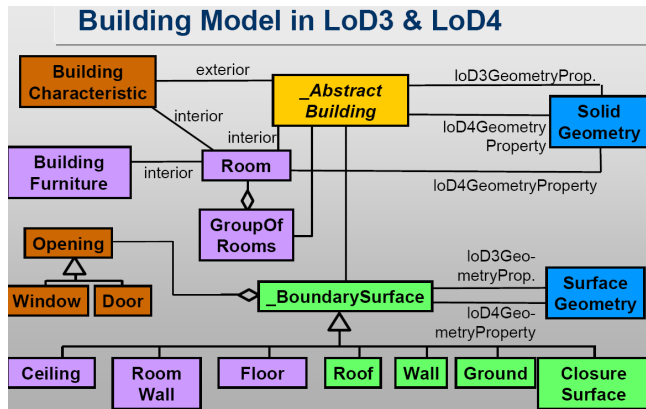 Building Model in LoD3 & LoD4
Building
Characteristic
exterior
_Abstract
Building
loD3GeometryProp.
Solid
Geometry
interior
interior
loD4Geometry
Property
Building
Furniture
interior
Room
loD4GeometryProperty
GroupOf
Rooms
Opening
Window
Door
_BoundarySurface
loD3Geo-
metryProp.
loD4Geo-
metryProperty
Surface
Geometry
Ceiling
Room
Wall
Floor
Roof
Wall
Ground
Closure
Surface